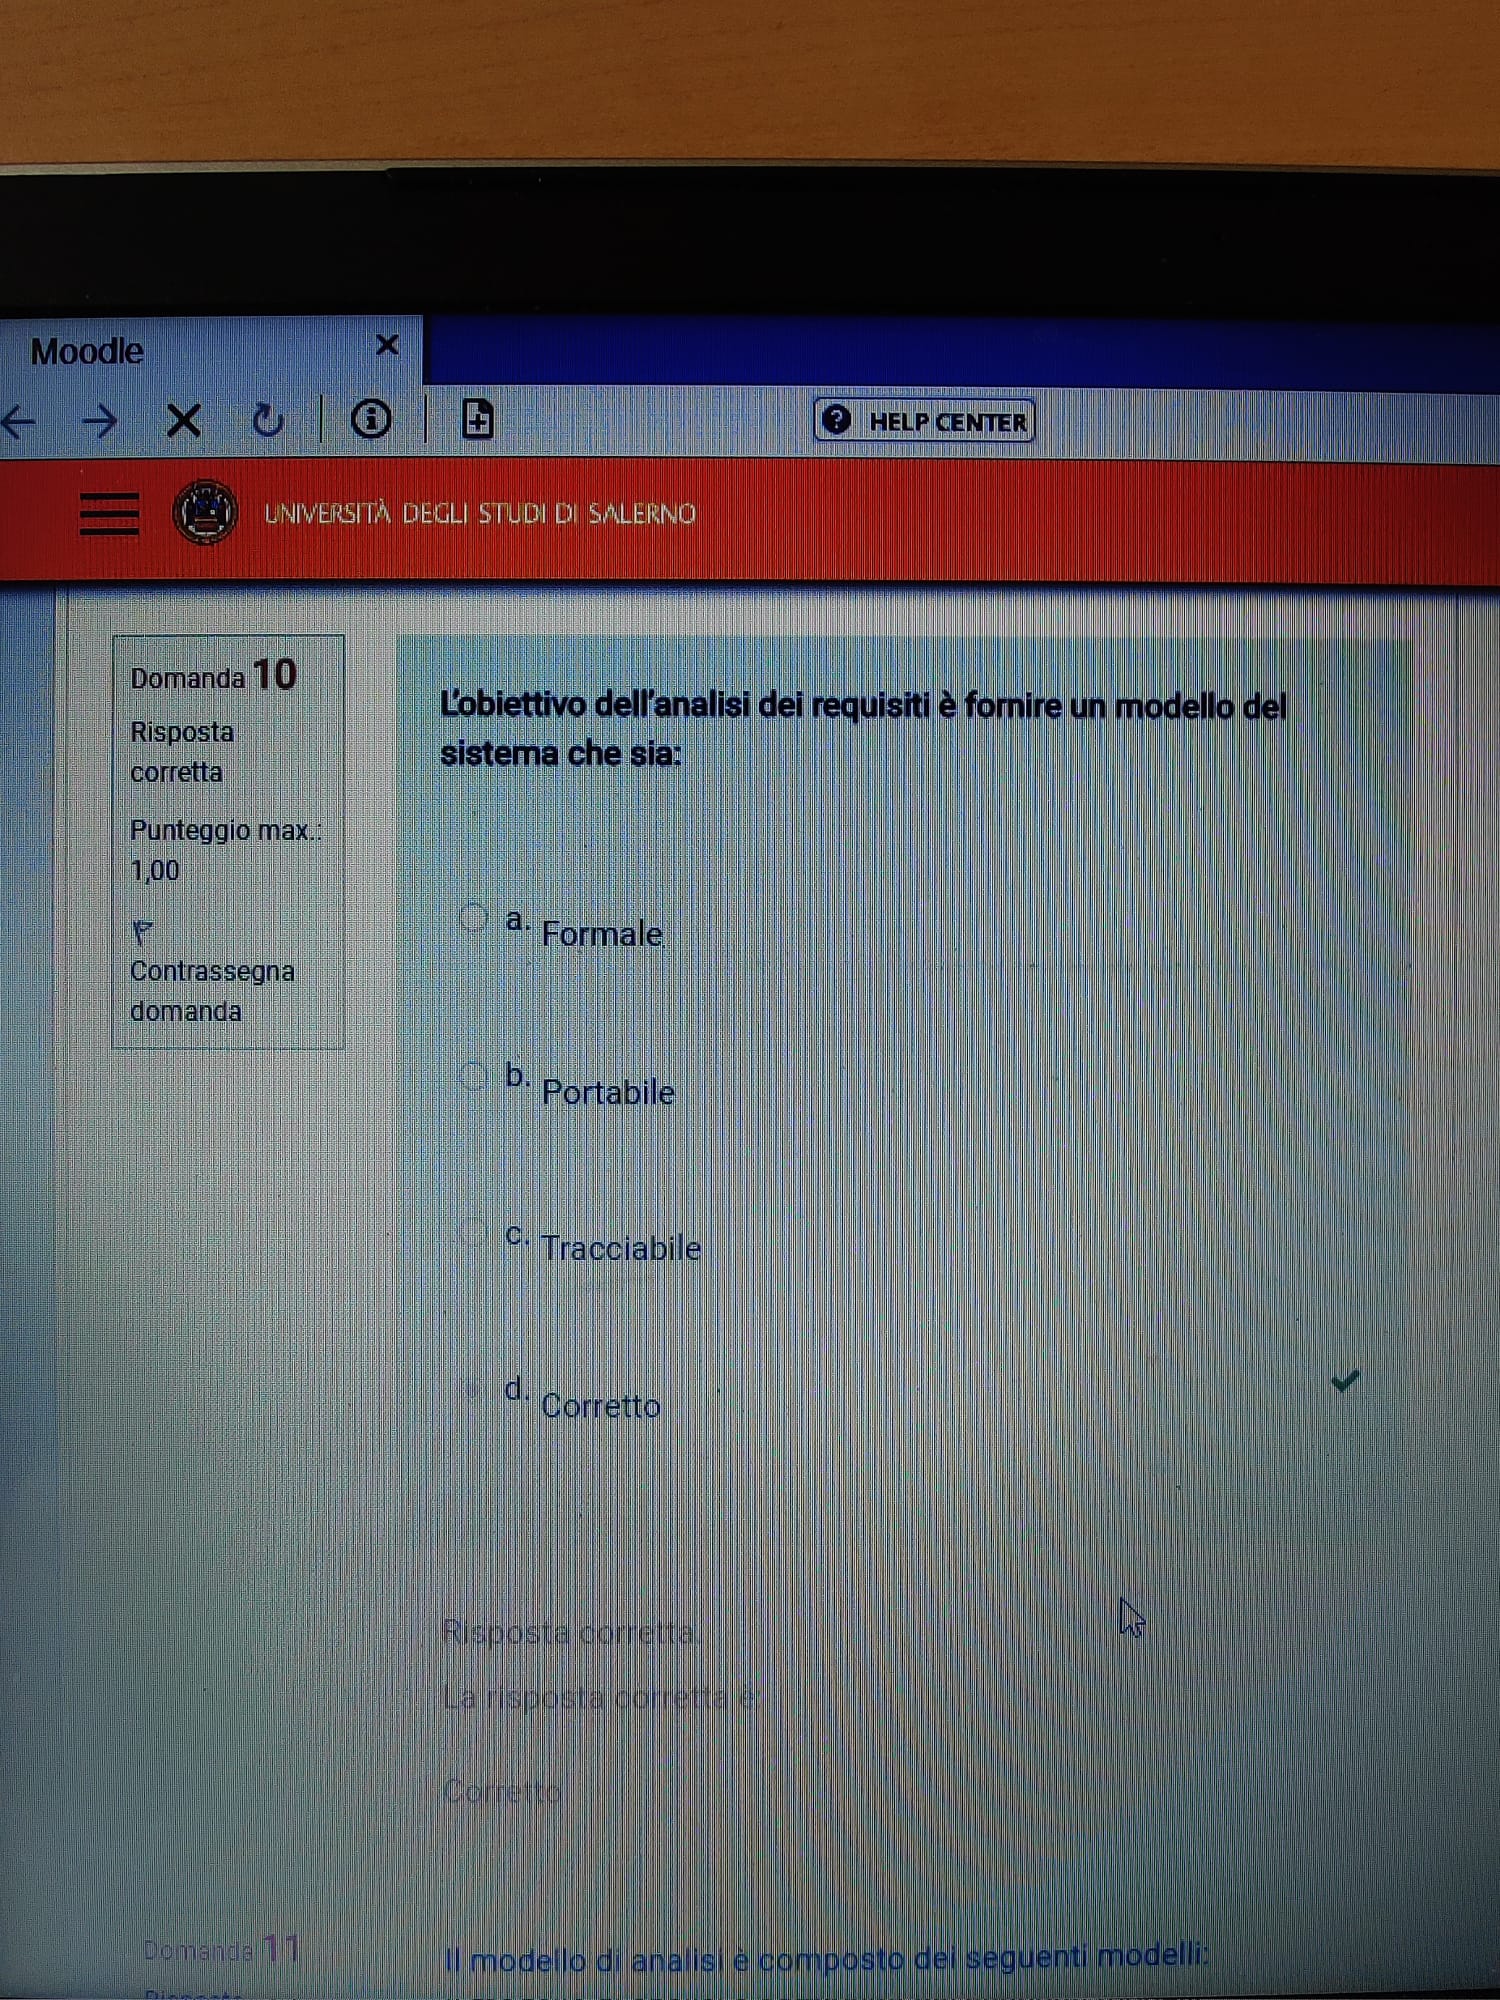 Moodle
HELP CENTER
UNIVERSITÀ DEGLI STUDI DI SALERNO
Domanda 10
Risposta
corretta
Punteggio max.:
1,00
Contrassegna
domanda
L'obiettivo dell'analisi dei requisiti è fornire un modello del
sistema che sia:
a. Formale
b. Portabile
c. Tracciabile
d. Corretto
Risposta corretta.
La risposta corretta è:
Corretto
Domanda 11
Il modello di analisi è composto dei seguenti modelli:
Risposta